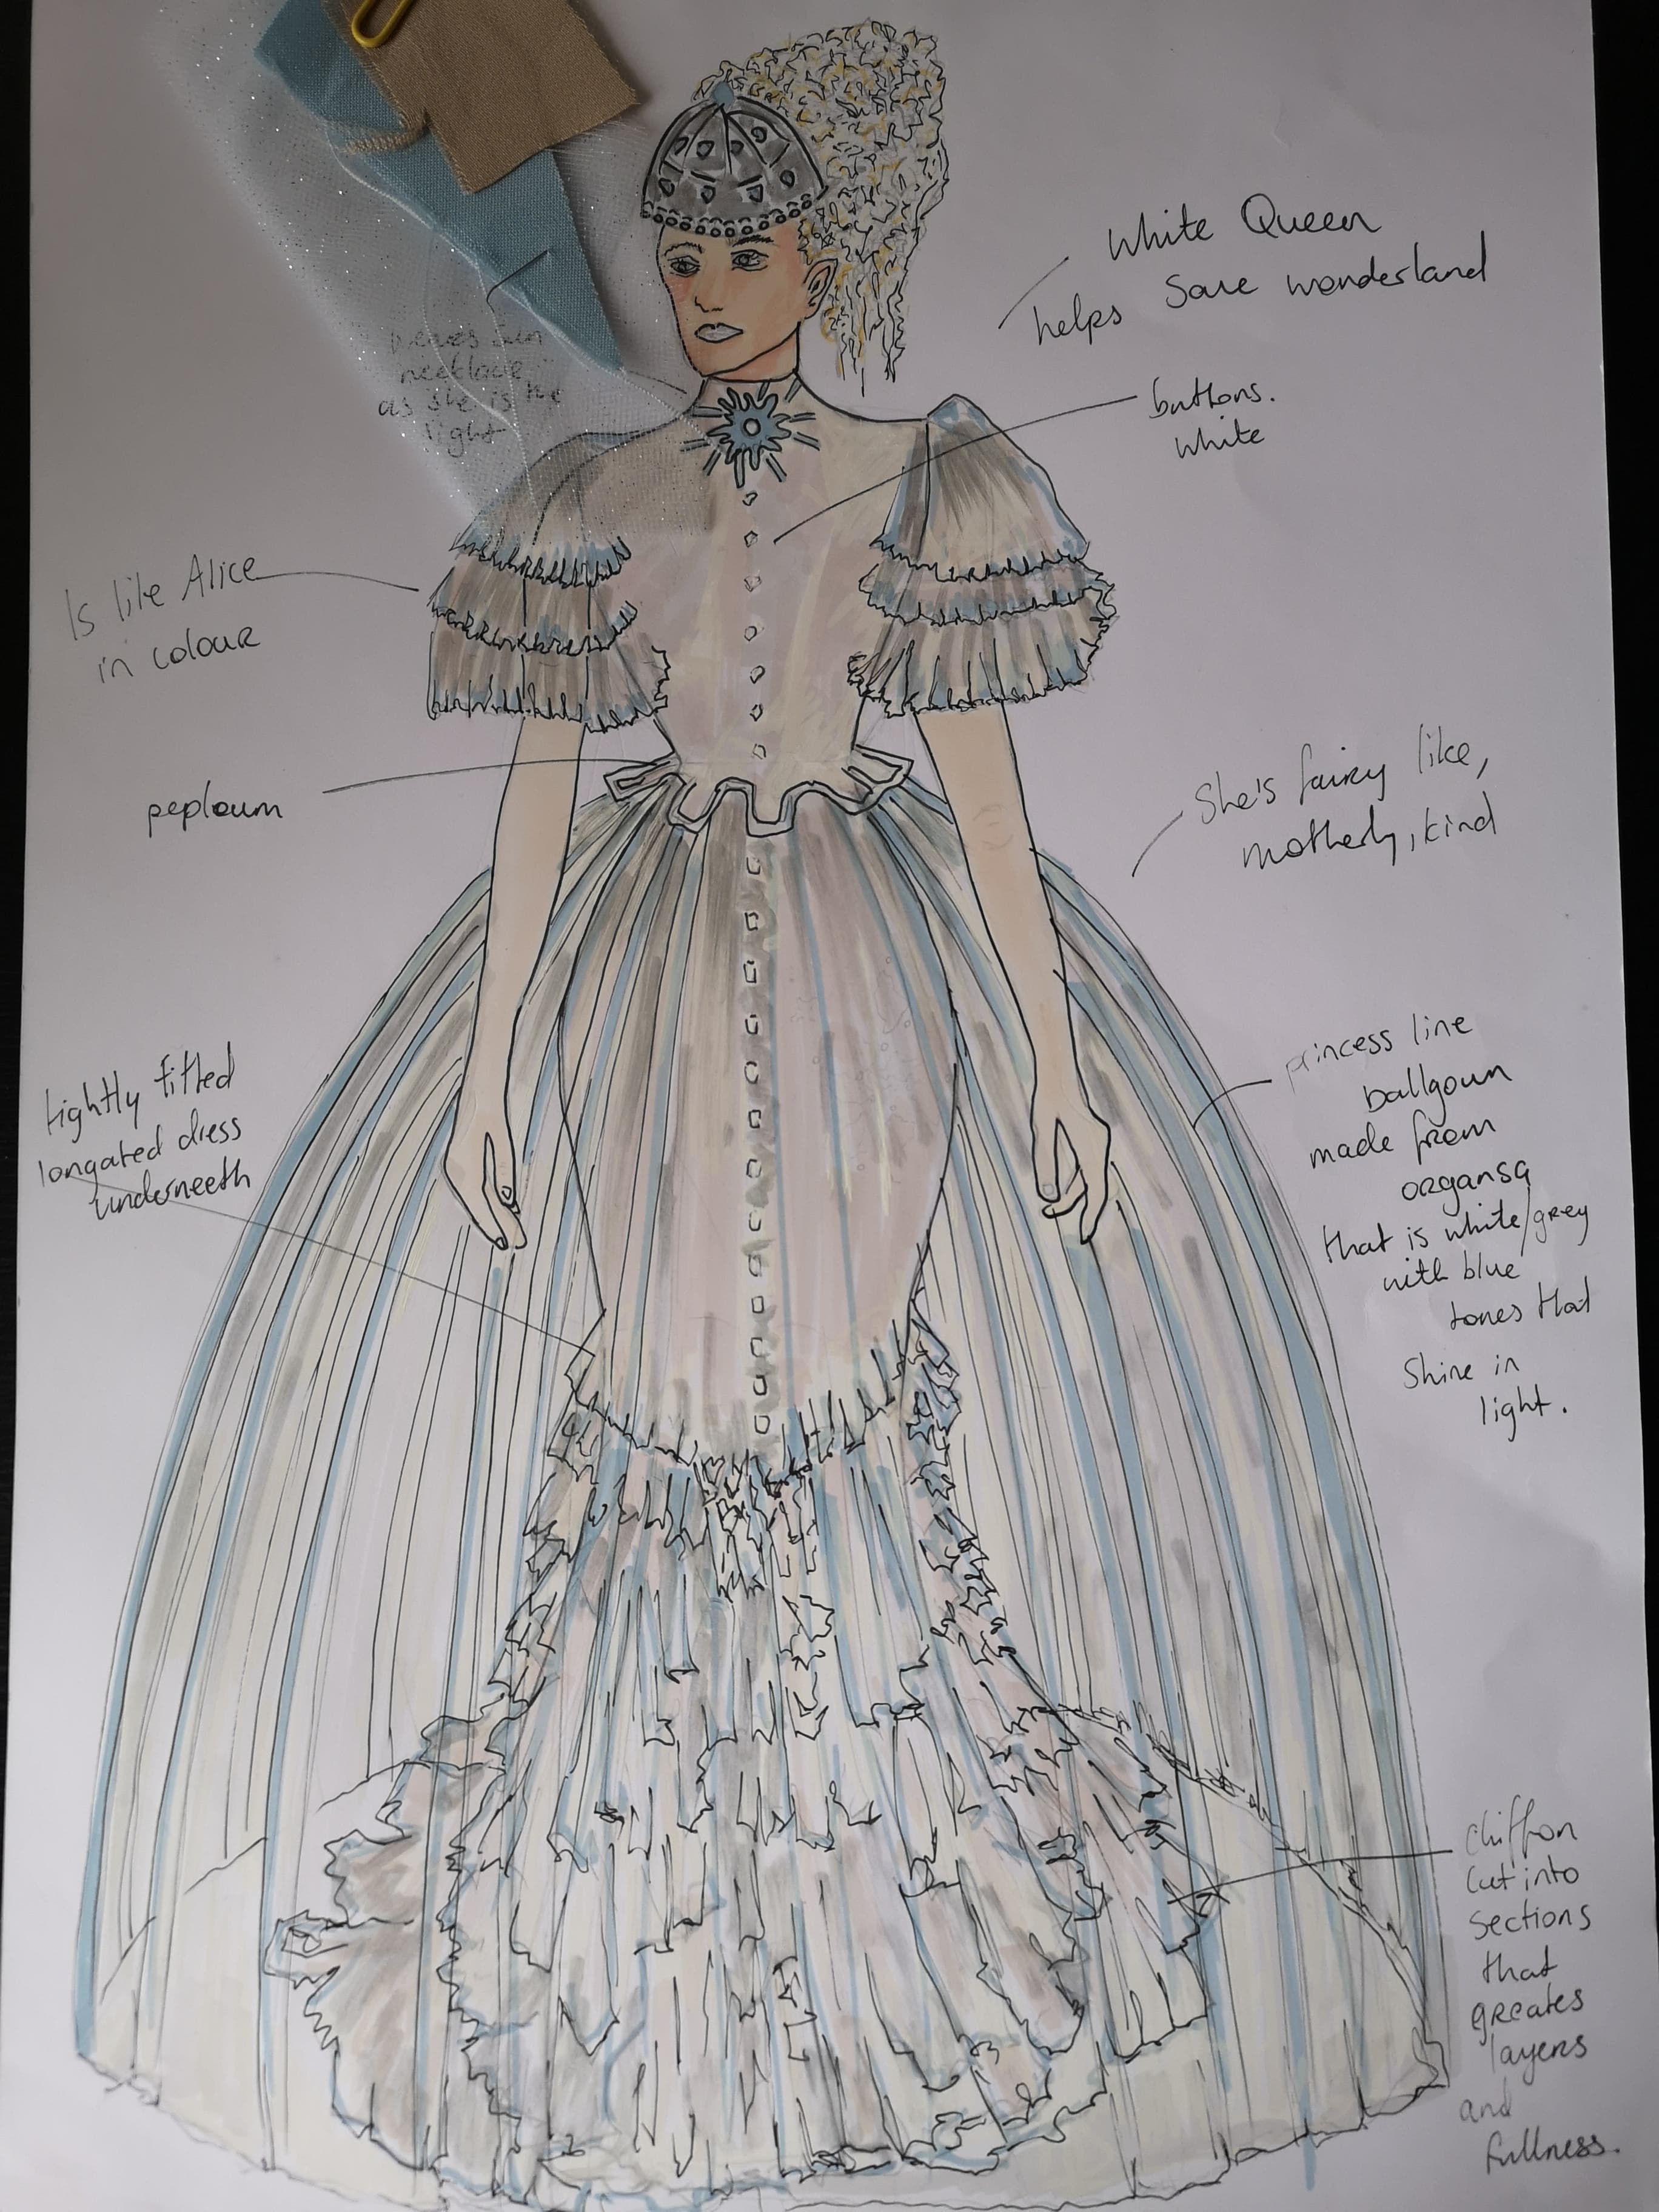 White Queen
helps Save wonderland
wears sun
necklace
as she is the
light
buttons.
white
Is like Alice
in colour
peploum
She's fairy like,
motherly, kind
princess line
ballgown
made from
organsa
that is white/grey
with blue
tones that
Shine in
light.
tightly fitted
longated dress
underneeth
chiffon
Cut into
Sections
that
greates
layers
and
fullness.